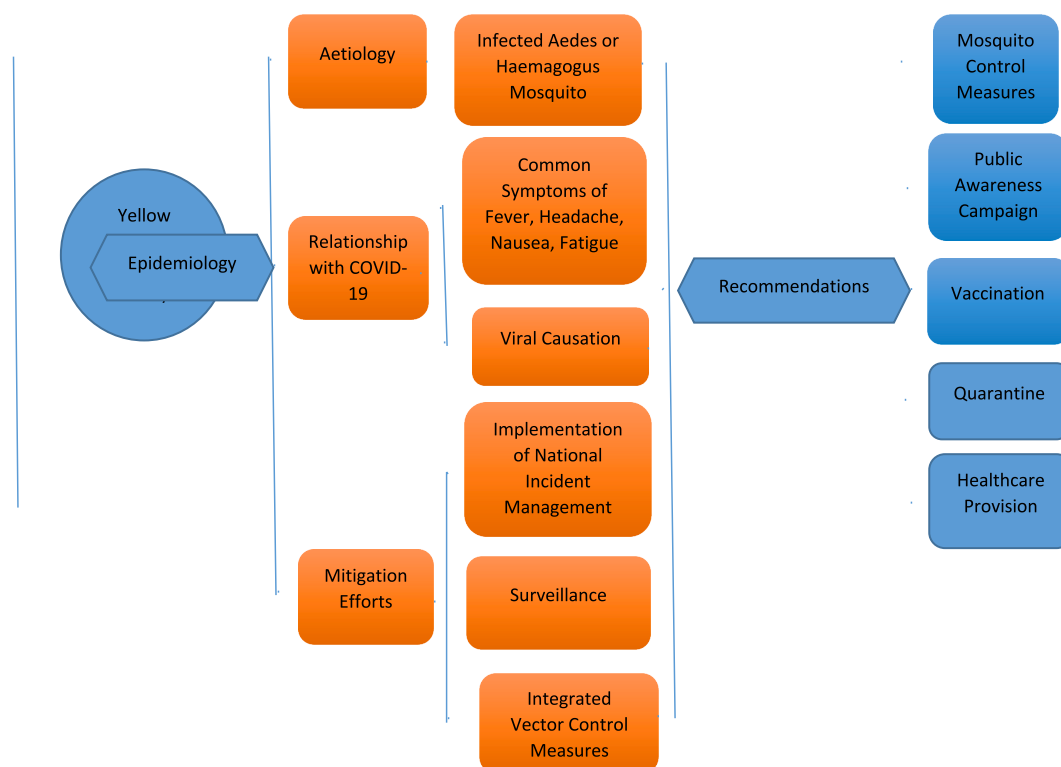 Yellow
Epidemiology
Aetiology
Infected Aedes or
Haemagogus
Mosquito
Relationship
with COVID-
19
Common
Symptoms of
Fever, Headache,
Nausea, Fatigue
Viral Causation
Mitigation
Efforts
Implementation
of National
Incident
Management
Surveillance
Integrated
Vector Control
Measures
Recommendations
Mosquito
Control
Measures
Public
Awareness
Campaign
Vaccination
Quarantine
Healthcare
Provision